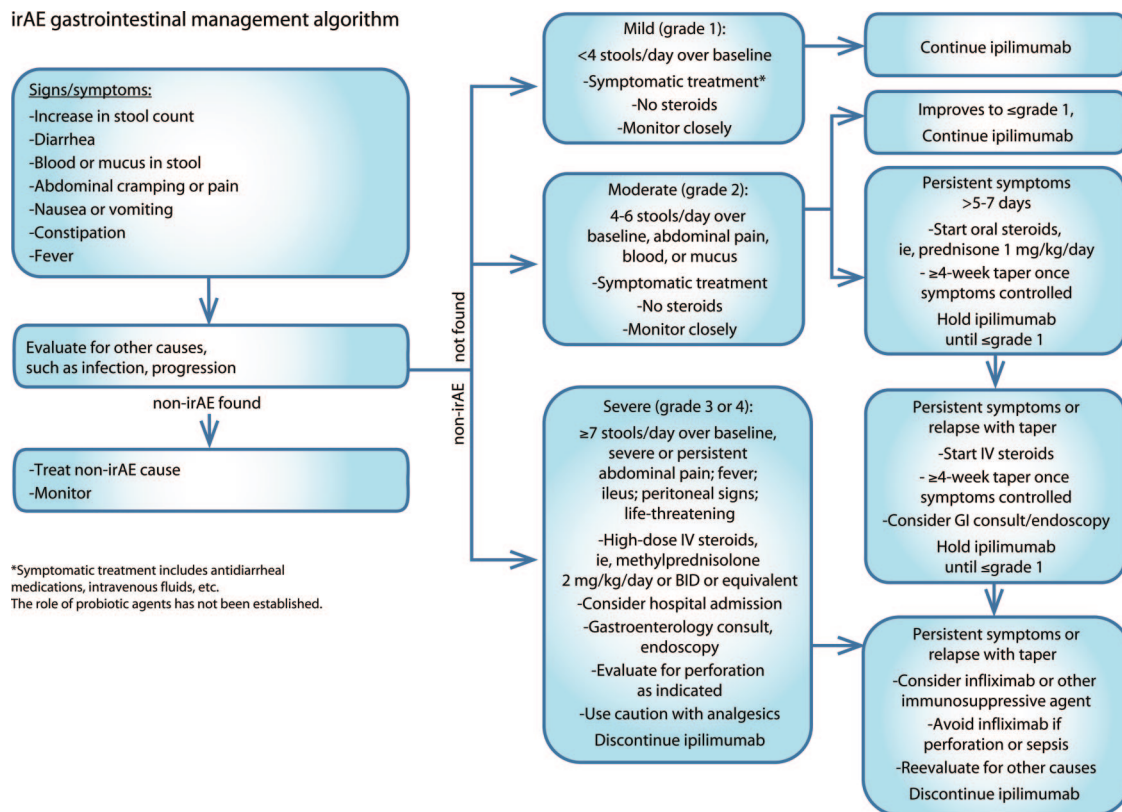 irAE gastrointestinal management algorithm
Signs/symptoms:
-Increase in stool count
-Diarrhea
-Blood or mucus in stool
-Abdominal cramping or pain
-Nausea or vomiting
-Constipation
-Fever
Evaluate for other causes,
such as infection, progression
non-irAE found
-Treat non-irAE cause
-Monitor
*Symptomatic treatment includes antidiarrheal
medications, intravenous fluids, etc.
The role of probiotic agents has not been established.
non-irAE not found
Mild (grade 1):
<4 stools/day over baseline
-Symptomatic treatment*
-No steroids
-Monitor closely
Continue ipilimumab
Moderate (grade 2):
4-6 stools/day over
baseline, abdominal pain,
blood, or mucus
-Symptomatic treatment
-No steroids
-Monitor closely
Improves to ≤grade 1,
Continue ipilimumab
Persistent symptoms
>5-7 days
-Start oral steroids,
ie, prednisone 1 mg/kg/day
- ≥4-week taper once
symptoms controlled
Hold ipilimumab
until ≤grade 1
Persistent symptoms or
relapse with taper
-Start IV steroids
- ≥4-week taper once
symptoms controlled
-Consider GI consult/endoscopy
Hold ipilimumab
until ≤grade 1
Severe (grade 3 or 4):
≥7 stools/day over baseline,
severe or persistent
abdominal pain; fever;
ileus; peritoneal signs;
life-threatening
-High-dose IV steroids,
ie, methylprednisolone
2 mg/kg/day or BID or equivalent
-Consider hospital admission
-Gastroenterology consult,
endoscopy
-Evaluate for perforation
as indicated
-Use caution with analgesics
Discontinue ipilimumab
Persistent symptoms or
relapse with taper
-Consider infliximab or other
immunosuppressive agent
-Avoid infliximab if
perforation or sepsis
-Reevaluate for other causes
Discontinue ipilimumab